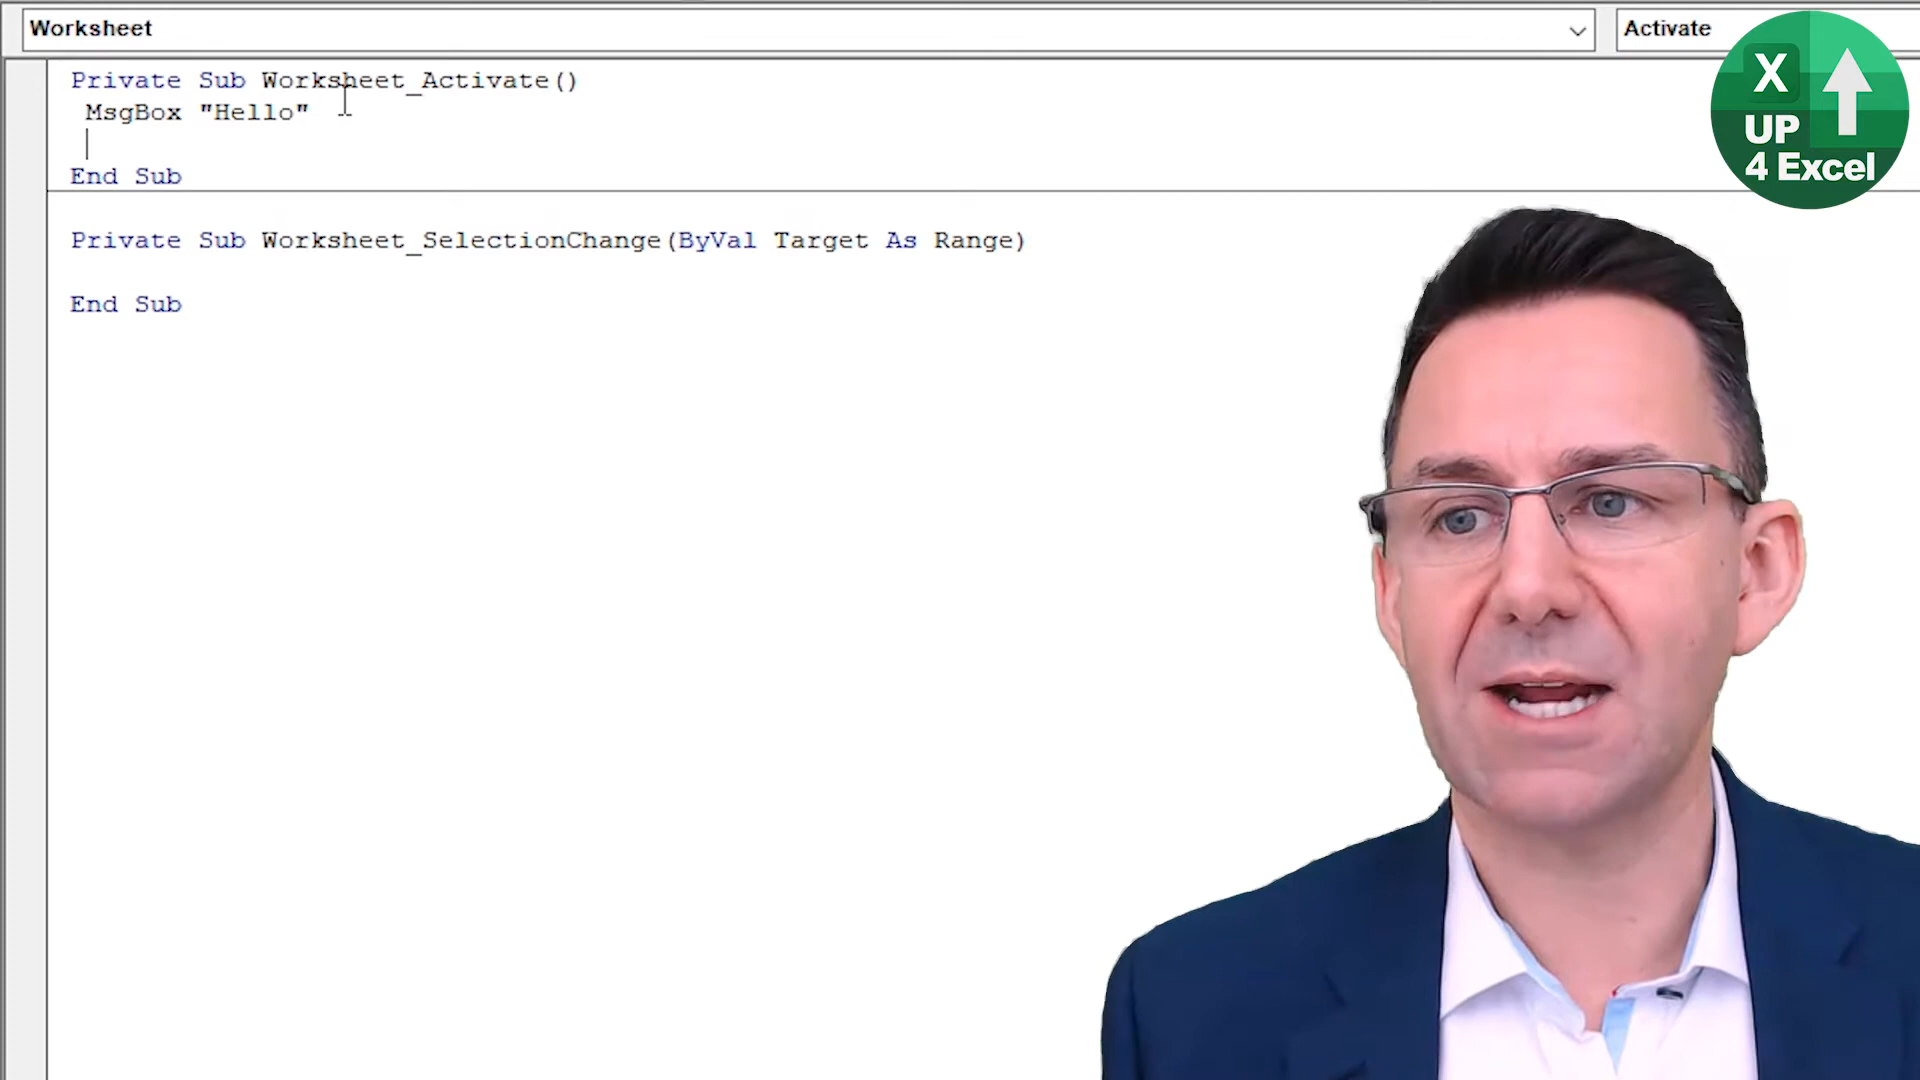 Worksheet
Activate
Private Sub Worksheet_Activate()
MsgBox "Hello"
End Sub
Private Sub Worksheet_SelectionChange(ByVal Target As Range)
End Sub
X
UP
4 Excel